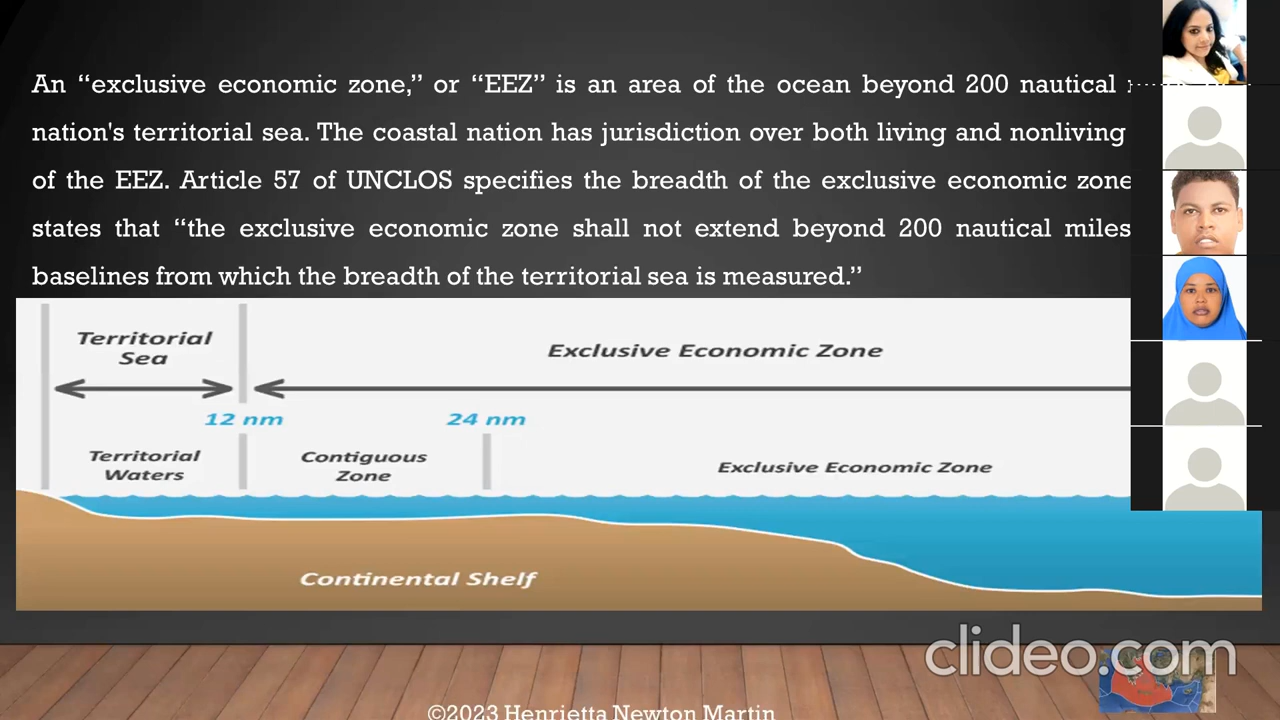 An “exclusive economic zone,” or “EEZ” is an area of the ocean beyond 200 nautical
nation's territorial sea. The coastal nation has jurisdiction over both living and nonliving
of the EEZ. Article 57 of UNCLOS specifies the breadth of the exclusive economic zone
states that “the exclusive economic zone shall not extend beyond 200 nautical miles
baselines from which the breadth of the territorial sea is measured.”
Territorial
Sea
Exclusive Economic Zone
12 nm
24 nm
Territorial
Waters
Contiguous
Zone
Exclusive Economic Zone
Continental Shelf
clideo.com
©2023 Henrietta Newton Martin